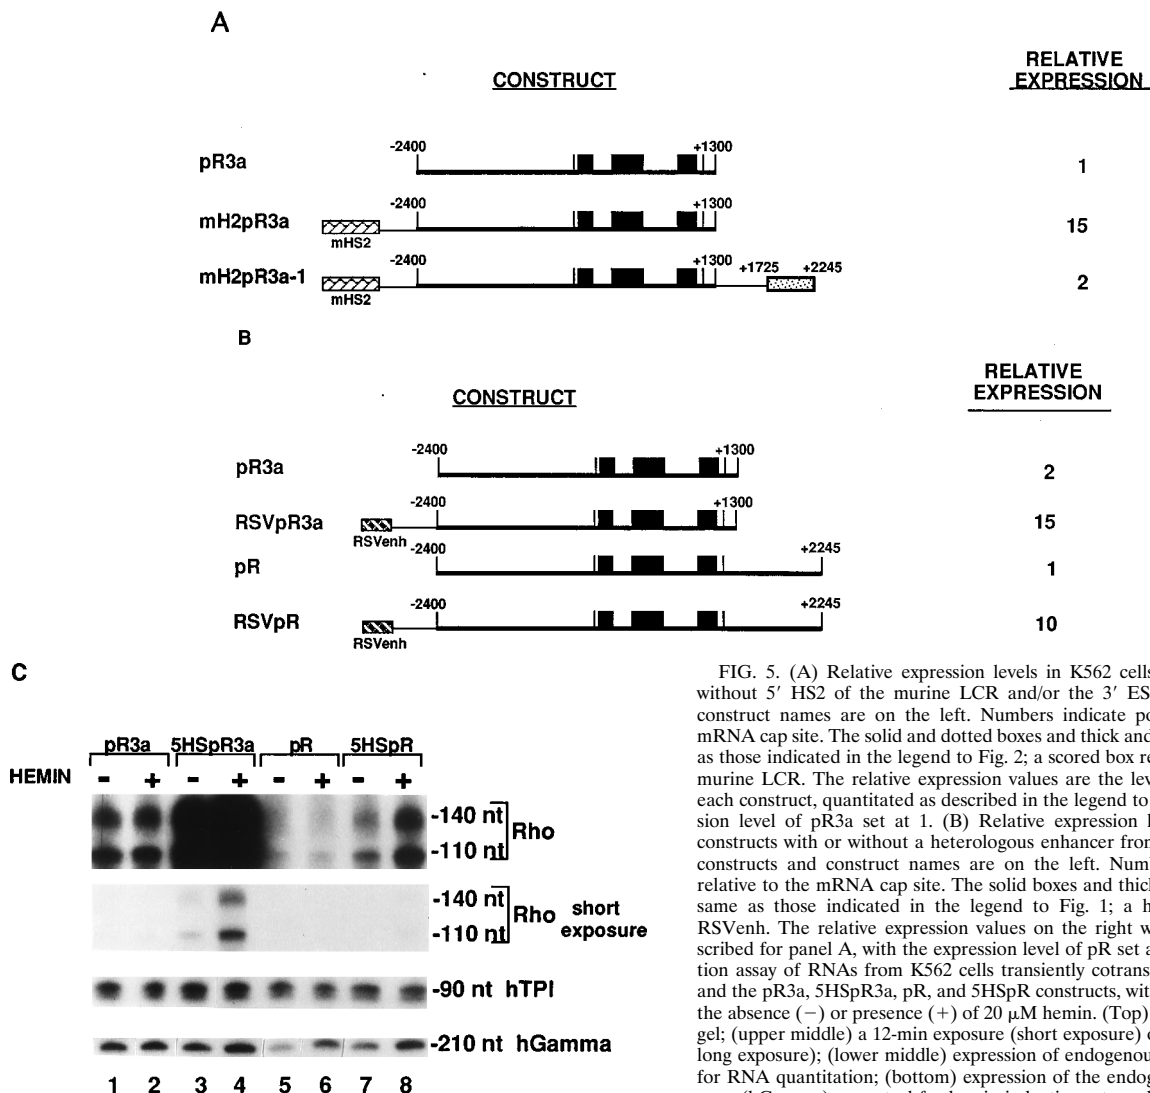 A
CONSTRUCT
RELATIVE
EXPRESSION
pR3a
-2400
+1300
1
mH2pR3a
-2400
+1300
mHS2
15
mH2pR3a-1
-2400
+1300
+1725
+2245
mHS2
2
B
CONSTRUCT
RELATIVE
EXPRESSION
pR3a
-2400
+1300
2
RSVpR3a
-2400
+1300
RSVenh
15
pR
-2400
+2245
1
RSVpR
-2400
+2245
RSVenh
10
C
pR3a 5HSpR3a pR 5HSpR
HEMIN - + - + - + - +
-140 nt
Rho
-110 nt
-140 nt
Rho short
exposure
-110 nt
-90 nt hTPI
-210 nt hGamma
1 2 3 4 5 6 7 8
FIG. 5. (A) Relative expression levels in K562 cells
without 5′ HS2 of the murine LCR and/or the 3′ ES
construct names are on the left. Numbers indicate po
mRNA cap site. The solid and dotted boxes and thick and
as those indicated in the legend to Fig. 2; a scored box re
murine LCR. The relative expression values are the lev
each construct, quantitated as described in the legend to
sion level of pR3a set at 1. (B) Relative expression l
constructs with or without a heterologous enhancer from
constructs and construct names are on the left. Numb
relative to the mRNA cap site. The solid boxes and thick
same as those indicated in the legend to Fig. 1; a h
RSVenh. The relative expression values on the right w
scribed for panel A, with the expression level of pR set a
tion assay of RNAs from K562 cells transiently cotrans
and the pR3a, 5HSpR3a, pR, and 5HSpR constructs, wit
the absence (−) or presence (+) of 20 μM hemin. (Top)
gel; (upper middle) a 12-min exposure (short exposure) o
long exposure); (lower middle) expression of endogenou
for RNA quantitation; (bottom) expression of the endog